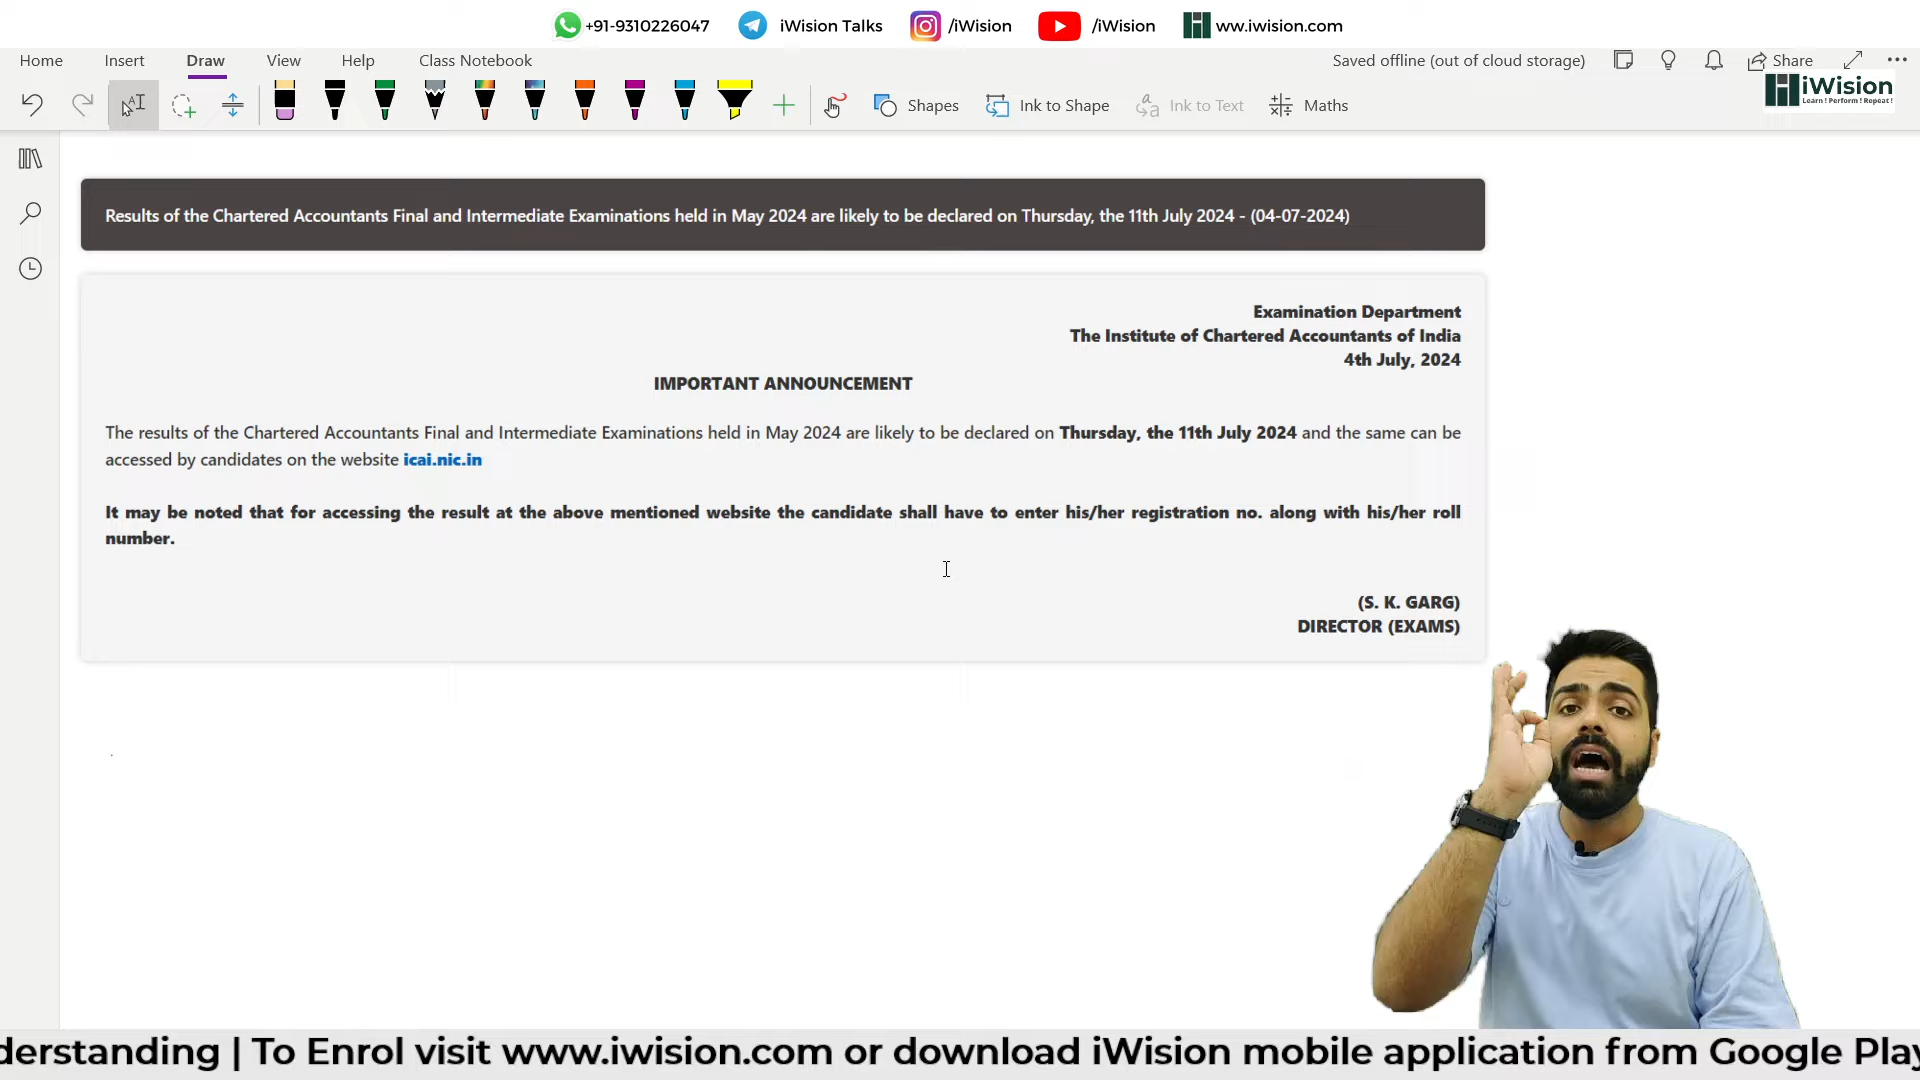 +91-9310226047 iWision Talks /iWision /iWision ww.iwision.com
Home Insert Draw View Help Class Notebook Saved offline (out of cloud storage) Share
Shapes Ink to Shape Ink to Text Maths
iWision
Learn ! Perform ! Repeat !
Results of the Chartered Accountants Final and Intermediate Examinations held in May 2024 are likely to be declared on Thursday, the 11th July 2024 - (04-07-2024)
Examination Department
The Institute of Chartered Accountants of India
4th July, 2024
IMPORTANT ANNOUNCEMENT
The results of the Chartered Accountants Final and Intermediate Examinations held in May 2024 are likely to be declared on Thursday, the 11th July 2024 and the same can be
accessed by candidates on the website icai.nic.in
It may be noted that for accessing the result at the above mentioned website the candidate shall have to enter his/her registration no. along with his/her roll
number.
(S. K. GARG)
DIRECTOR (EXAMS)
derstanding | To Enrol visit www.iwision.com or download iWision mobile application from Google Play